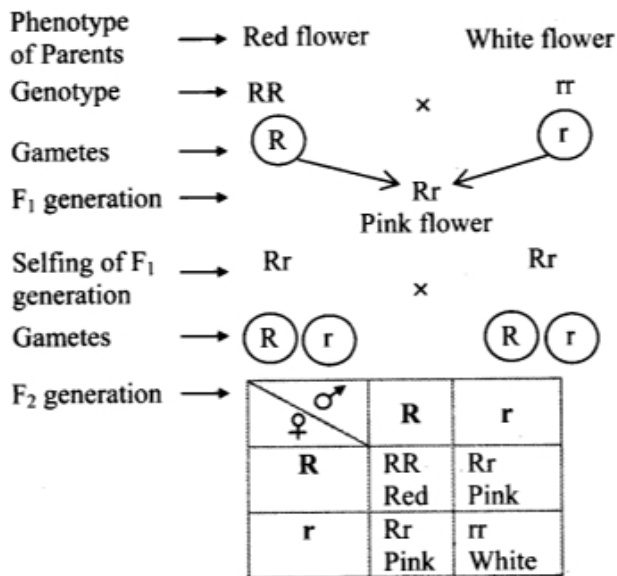 Phenotype of Parents → Red flower White flower
Genotype → RR × rr
Gametes → R r
F₁ generation → Rr
Pink flower
Selfing of F₁ generation → Rr × Rr
Gametes → R r R r
F₂ generation → ♀ ♂ R r
R RR Red Rr Pink
r Rr Pink rr White